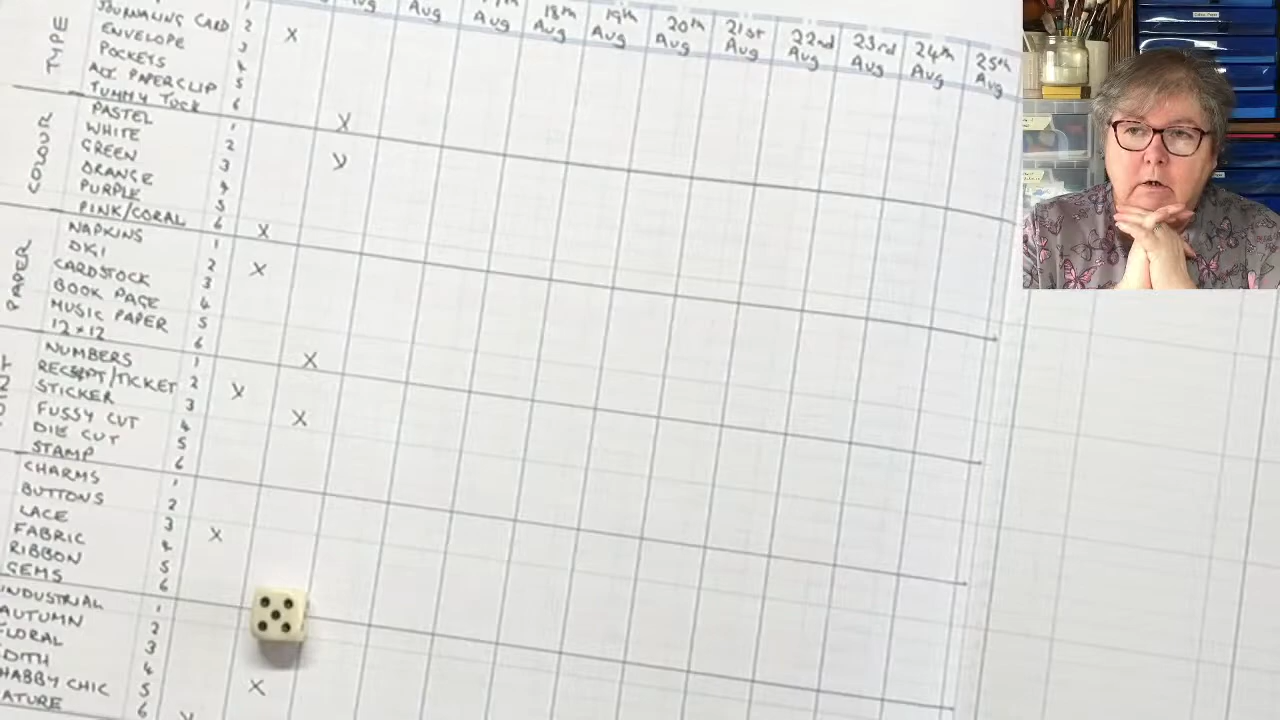 18th Aug
19th Aug
20th Aug
21st Aug
22nd Aug
23rd Aug
24th Aug
25th Aug
Aug
Aug
TYPE
JOURNALING CARD 2
ENVELOPE 3
POCKETS 4
ALT. PAPERCLIP 5
TUMMY TUCK 6
COLOUR
PASTEL 1
WHITE 2
GREEN 3
ORANGE 4
PURPLE 5
PINK/CORAL 6
PAPER
NAPKINS 1
DKI 2
CARDSTOCK 3
BOOK PAGE 4
MUSIC PAPER 5
12 x 12 6
NUMBERS 1
RECEIPT/TICKET 2
STICKER 3
FUSSY CUT 4
DIE CUT 5
STAMP 6
CHARMS 1
BUTTONS 2
LACE 3
FABRIC 4
RIBBON 5
GEMS 6
INDUSTRIAL 1
AUTUMN 2
FLORAL 3
EDITH 4
HABBY CHIC 5
ATURE 6